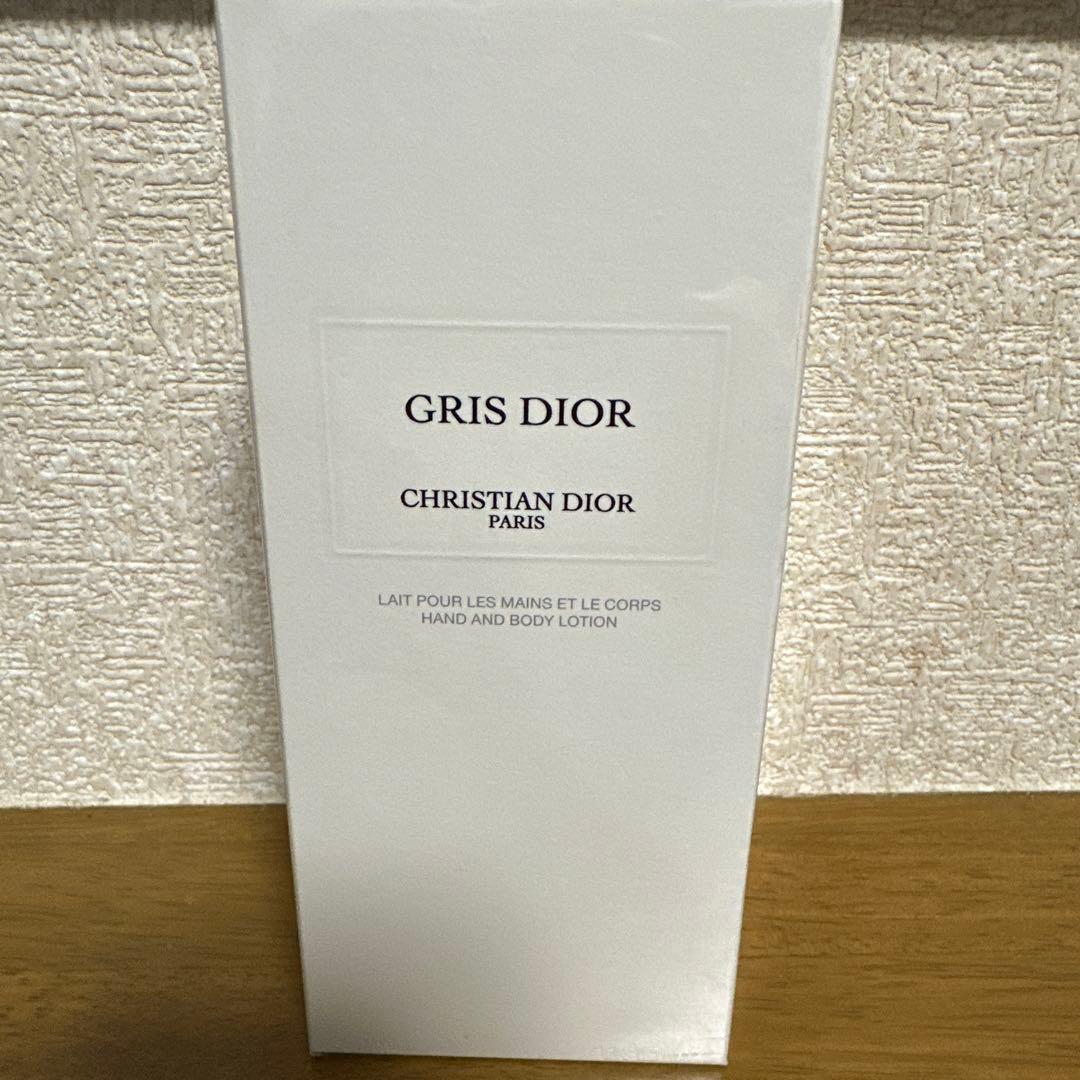 GRIS DIOR
CHRISTIAN DIOR
PARIS
LAIT POUR LES MAINS ET LE CORPS
HAND AND BODY LOTION